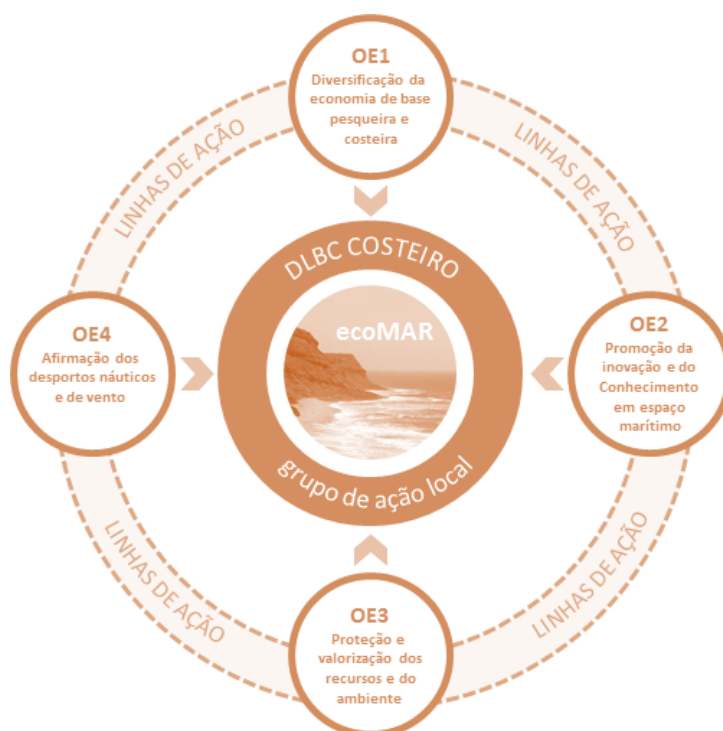 OE1
Diversificação da
economia de base
pesqueira e
costeira
LINHAS DE AÇÃO
LINHAS DE AÇÃO
DLBC COSTEIRO
ecoMAR
grupo de ação local
OE4
Afirmação dos
desportos náuticos
e de vento
OE2
Promoção da
inovação e do
Conhecimento
em espaço
marítimo
LINHAS DE AÇÃO
LINHAS DE AÇÃO
OE3
Proteção e
valorização dos
recursos e do
ambiente